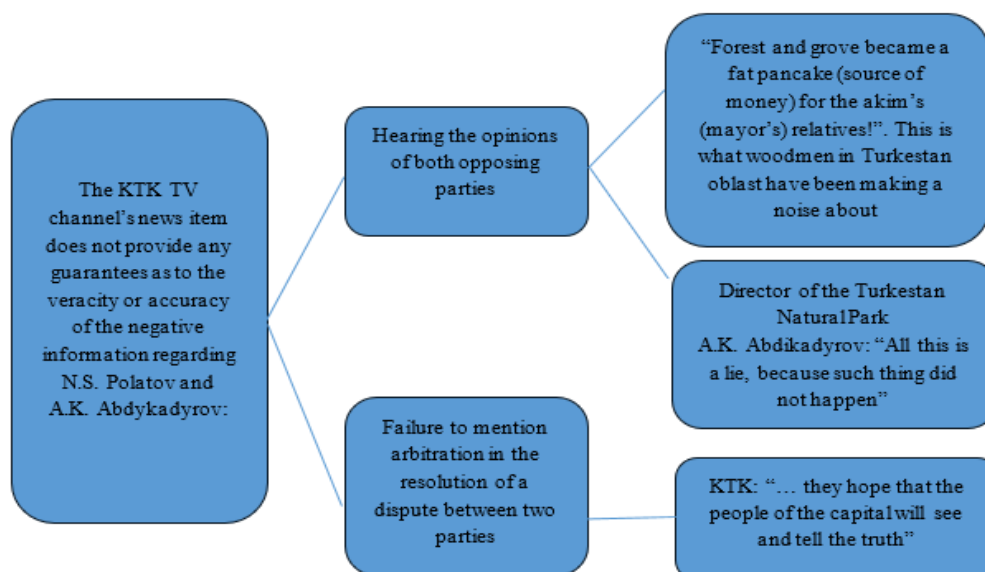 The KTK TV
channel's news item
does not provide any
guarantees as to the
veracity or accuracy
of the negative
information regarding
N.S. Polatov and
A.K. Abdykadyrov:
Hearing the opinions
of both opposing
parties
“Forest and grove became a
fat pancake (source of
money) for the akim’s
(mayor’s) relatives!”. This is
what woodmen in Turkestan
oblast have been making a
noise about
Director of the Turkestan
Natural Park
A.K. Abdikadyrov: “All this is
a lie, because such thing did
not happen”
Failure to mention
arbitration in the
resolution of a
dispute between two
parties
KTK: “… they hope that the
people of the capital will see
and tell the truth”